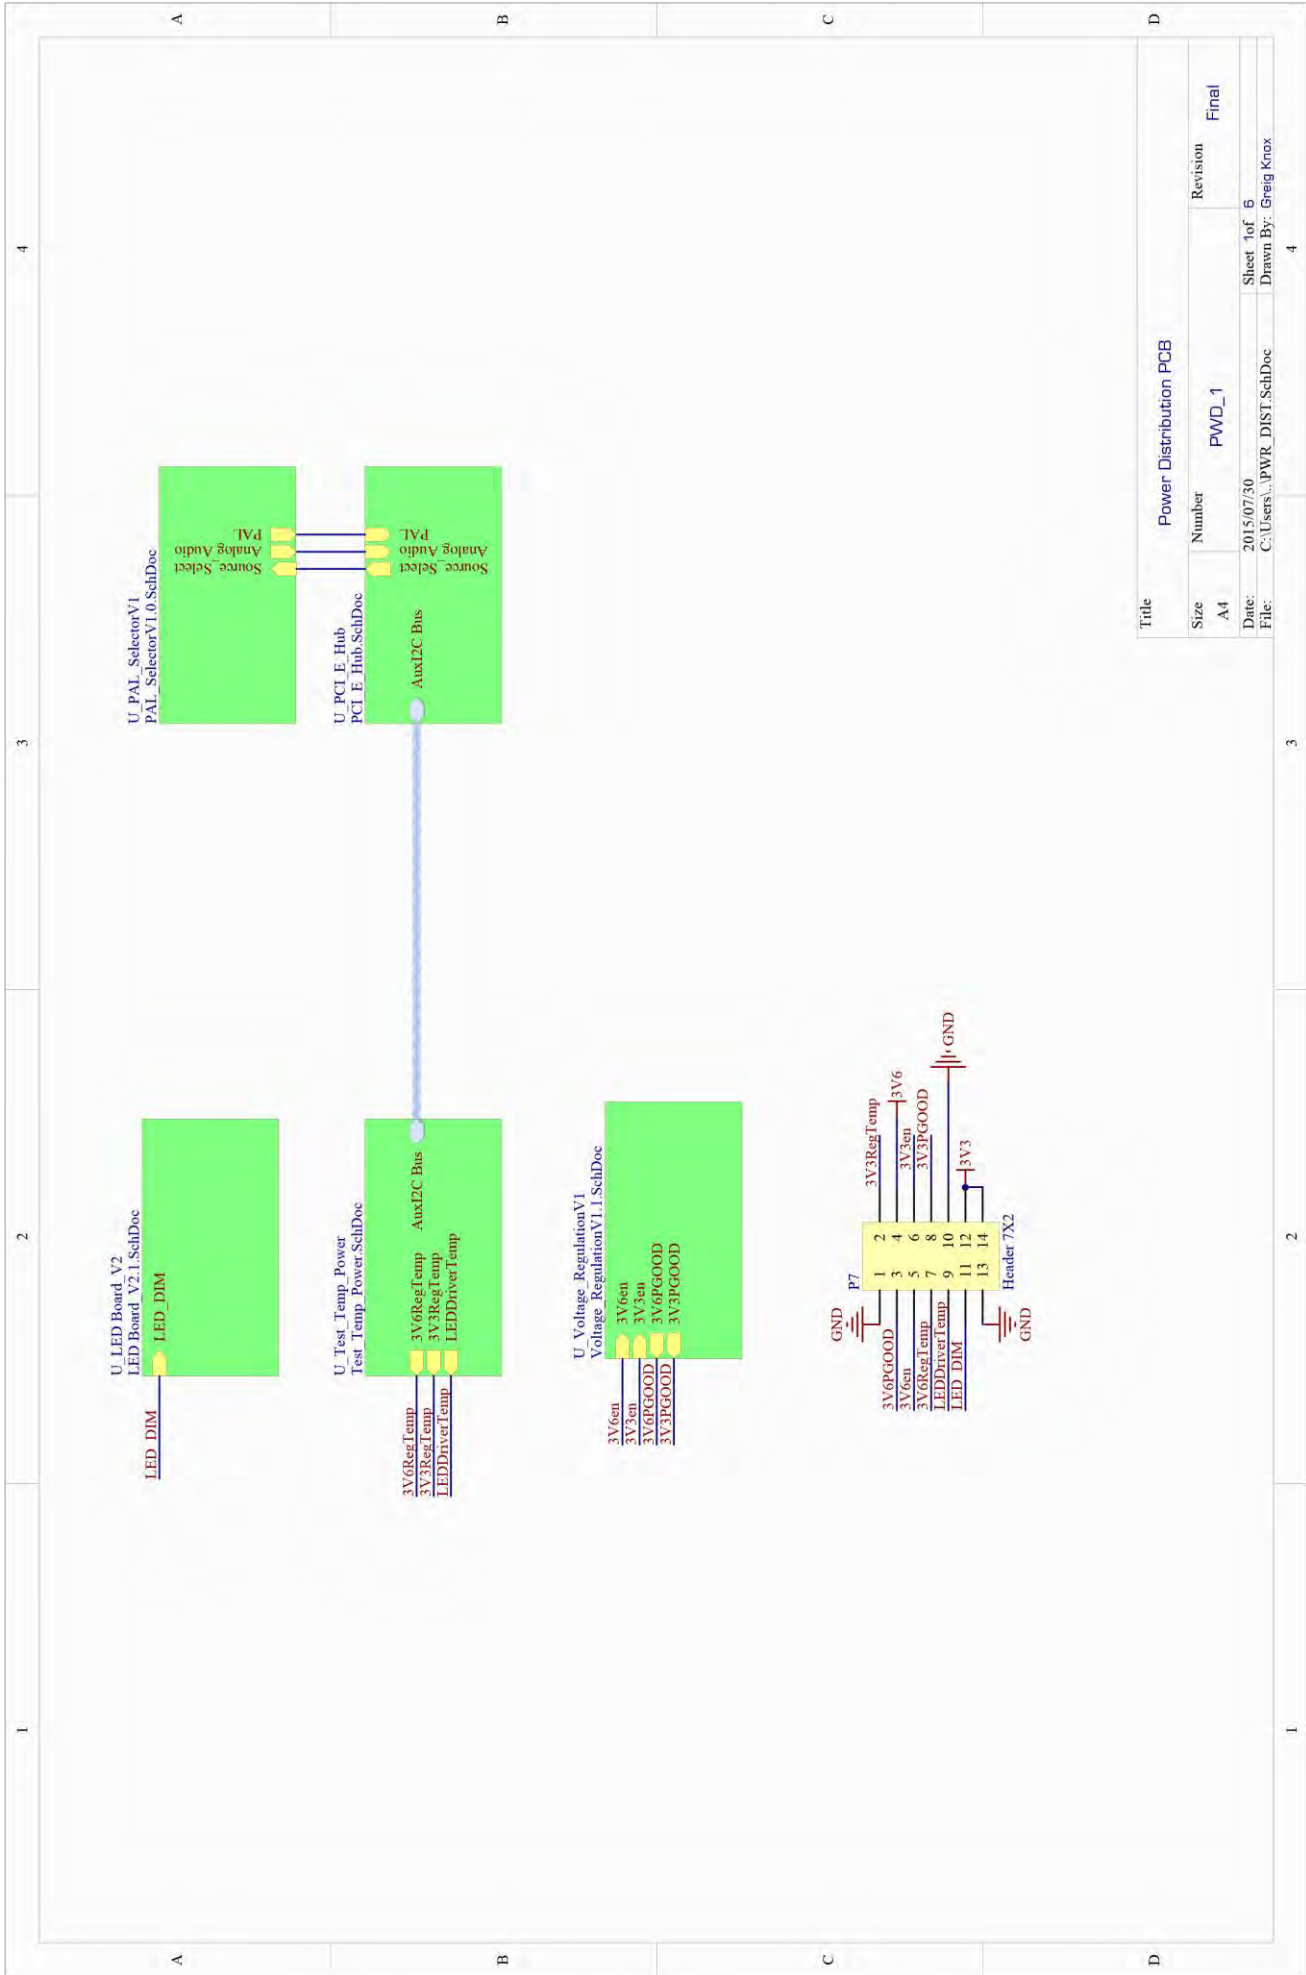 1
2
3
4
A
A
U_LED Board_V2
LED Board_V2.1.SchDoc
LED_DIM
LED_DIM
U_PAL_SelectorV1
PAL_SelectorV1.0.SchDoc
Source_Select
Analog Audio
PAL
U_Test_Temp_Power
Test_Temp_Power.SchDoc
3V6RegTemp
3V3RegTemp
LEDDriverTemp
3V6RegTemp
3V3RegTemp
LEDDriverTemp
AuxI2C Bus
U_PCI_E_Hub
PCI_E_Hub.SchDoc
AuxI2C Bus
Source_Select
Analog Audio
PAL
B
B
U_Voltage_RegulationV1
Voltage_RegulationV1.1.SchDoc
3V6en
3V3en
3V6PGOOD
3V3PGOOD
3V6en
3V3en
3V6PGOOD
3V3PGOOD
C
C
P7
GND
1 2 3V3RegTemp
3V6PGOOD 3 4 3V6
3V6en 5 6 3V3en
3V6RegTemp 7 8 3V3PGOOD
LEDDriverTemp 9 10 GND
LED_DIM 11 12 3V3
13 14
GND
Header 7X2
D
D
Title
Power Distribution PCB
Size Number Revision
A4 PWD_1 Final
Date: 2015/07/30 Sheet 1of 6
File: C:\Users\..\PWR_DIST.SchDoc Drawn By: Greig Knox
1
2
3
4